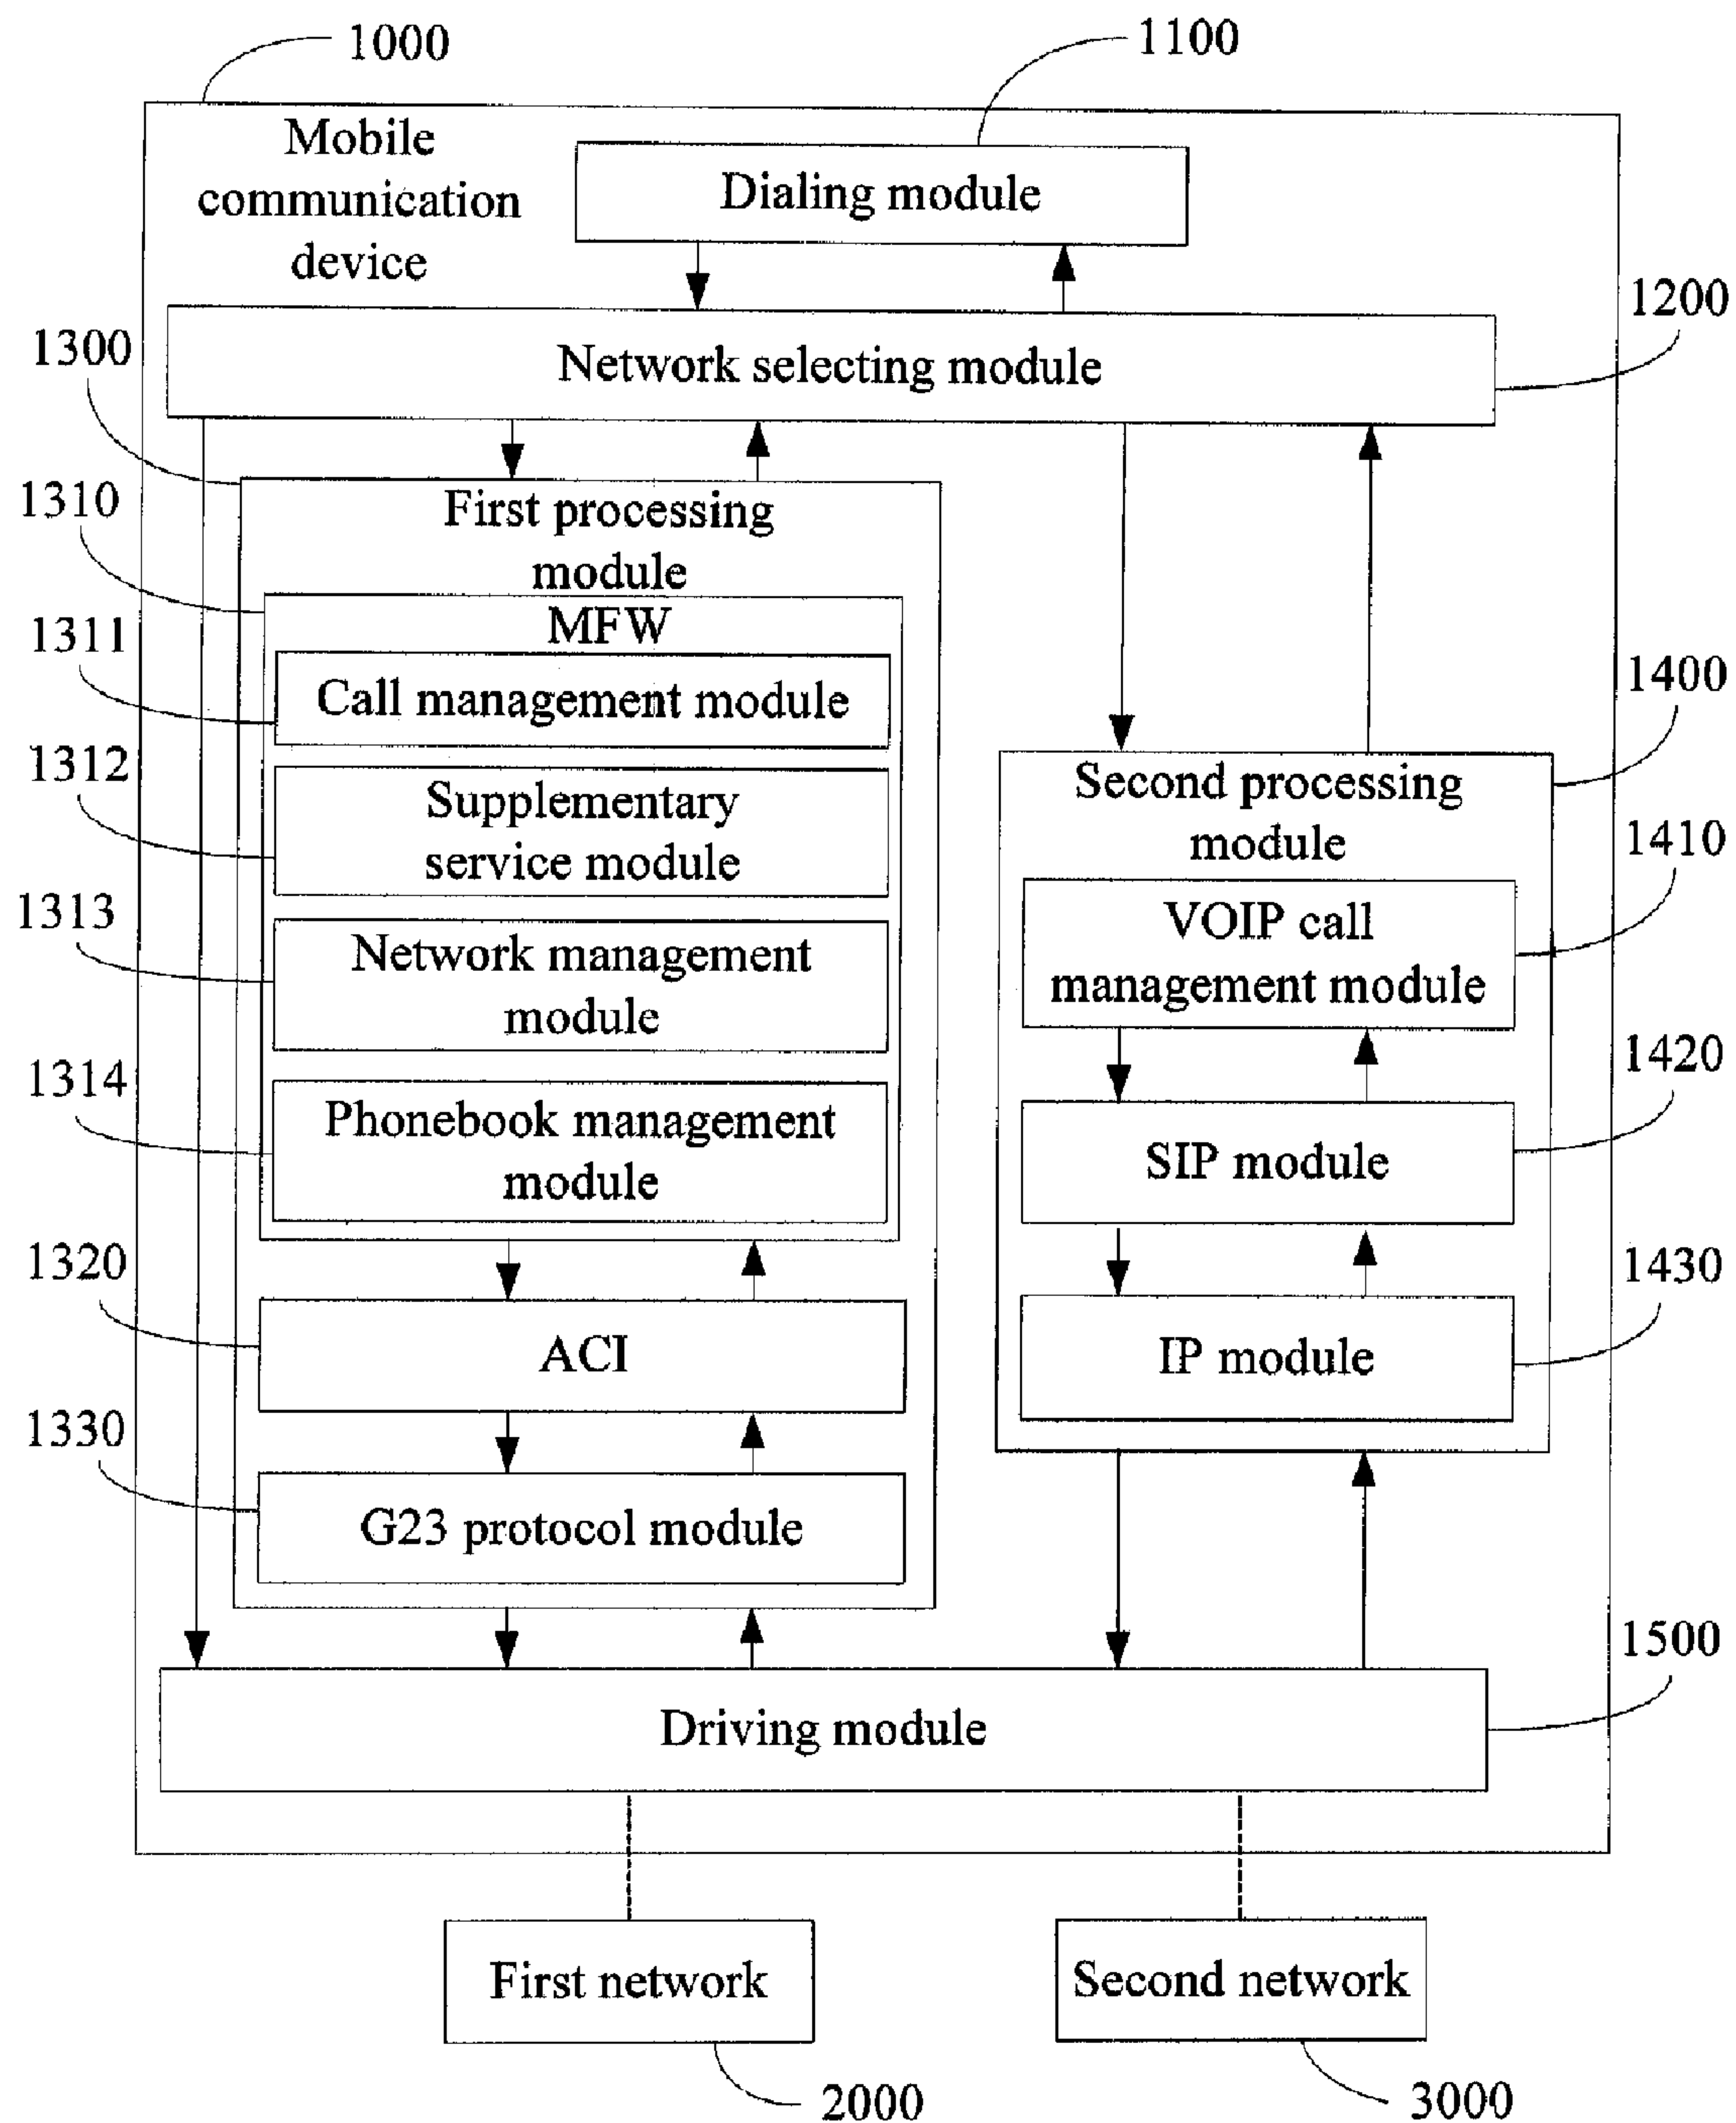 1000
1100
Mobile
communication
device
Dialing module
1200
Network selecting module
1300
1310
First processing
module
MFW
1311
Call management module
1312
Supplementary
service module
1313
Network management
module
1314
Phonebook management
module
1320
ACI
1330
G23 protocol module
1400
Second processing
module
1410
VOIP call
management module
1420
SIP module
1430
IP module
1500
Driving module
First network
Second network
2000
3000